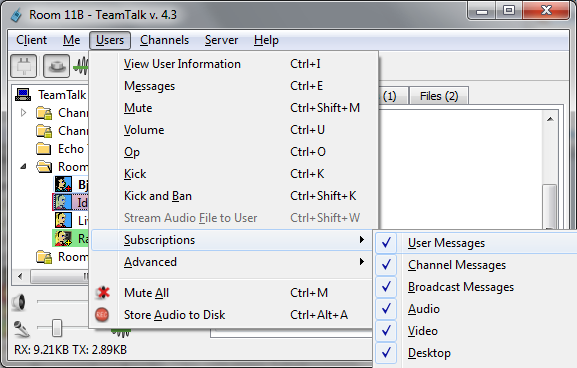 Room 11B - TeamTalk v. 4.3
Client Me Users Channels Server Help
View User Information Ctrl+I
Messages Ctrl+E
Mute Ctrl+Shift+M
Volume Ctrl+U
Op Ctrl+O
Kick Ctrl+K
Kick and Ban Ctrl+Shift+K
Stream Audio File to User Ctrl+Shift+W
Subscriptions
Advanced
Mute All Ctrl+M
Store Audio to Disk Ctrl+Alt+A
User Messages
Channel Messages
Broadcast Messages
Audio
Video
Desktop
(1) Files (2)
TeamTalk
Chann
Chann
Echo
Room
Bj
Id
Li
Ra
Room
RX: 9.21KB TX: 2.89KB